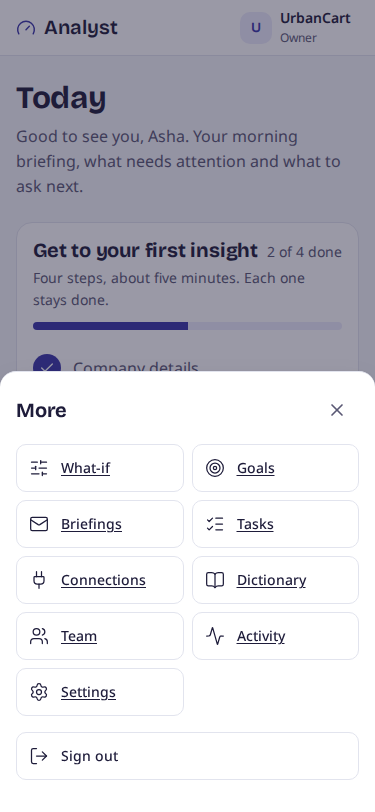 Analyst
U
UrbanCart
Owner
Today
Good to see you, Asha. Your morning
briefing, what needs attention and what to
ask next.
Get to your first insight
2 of 4 done
Four steps, about five minutes. Each one
stays done.
Company details
More
What-if
Goals
Briefings
Tasks
Connections
Dictionary
Team
Activity
Settings
Sign out